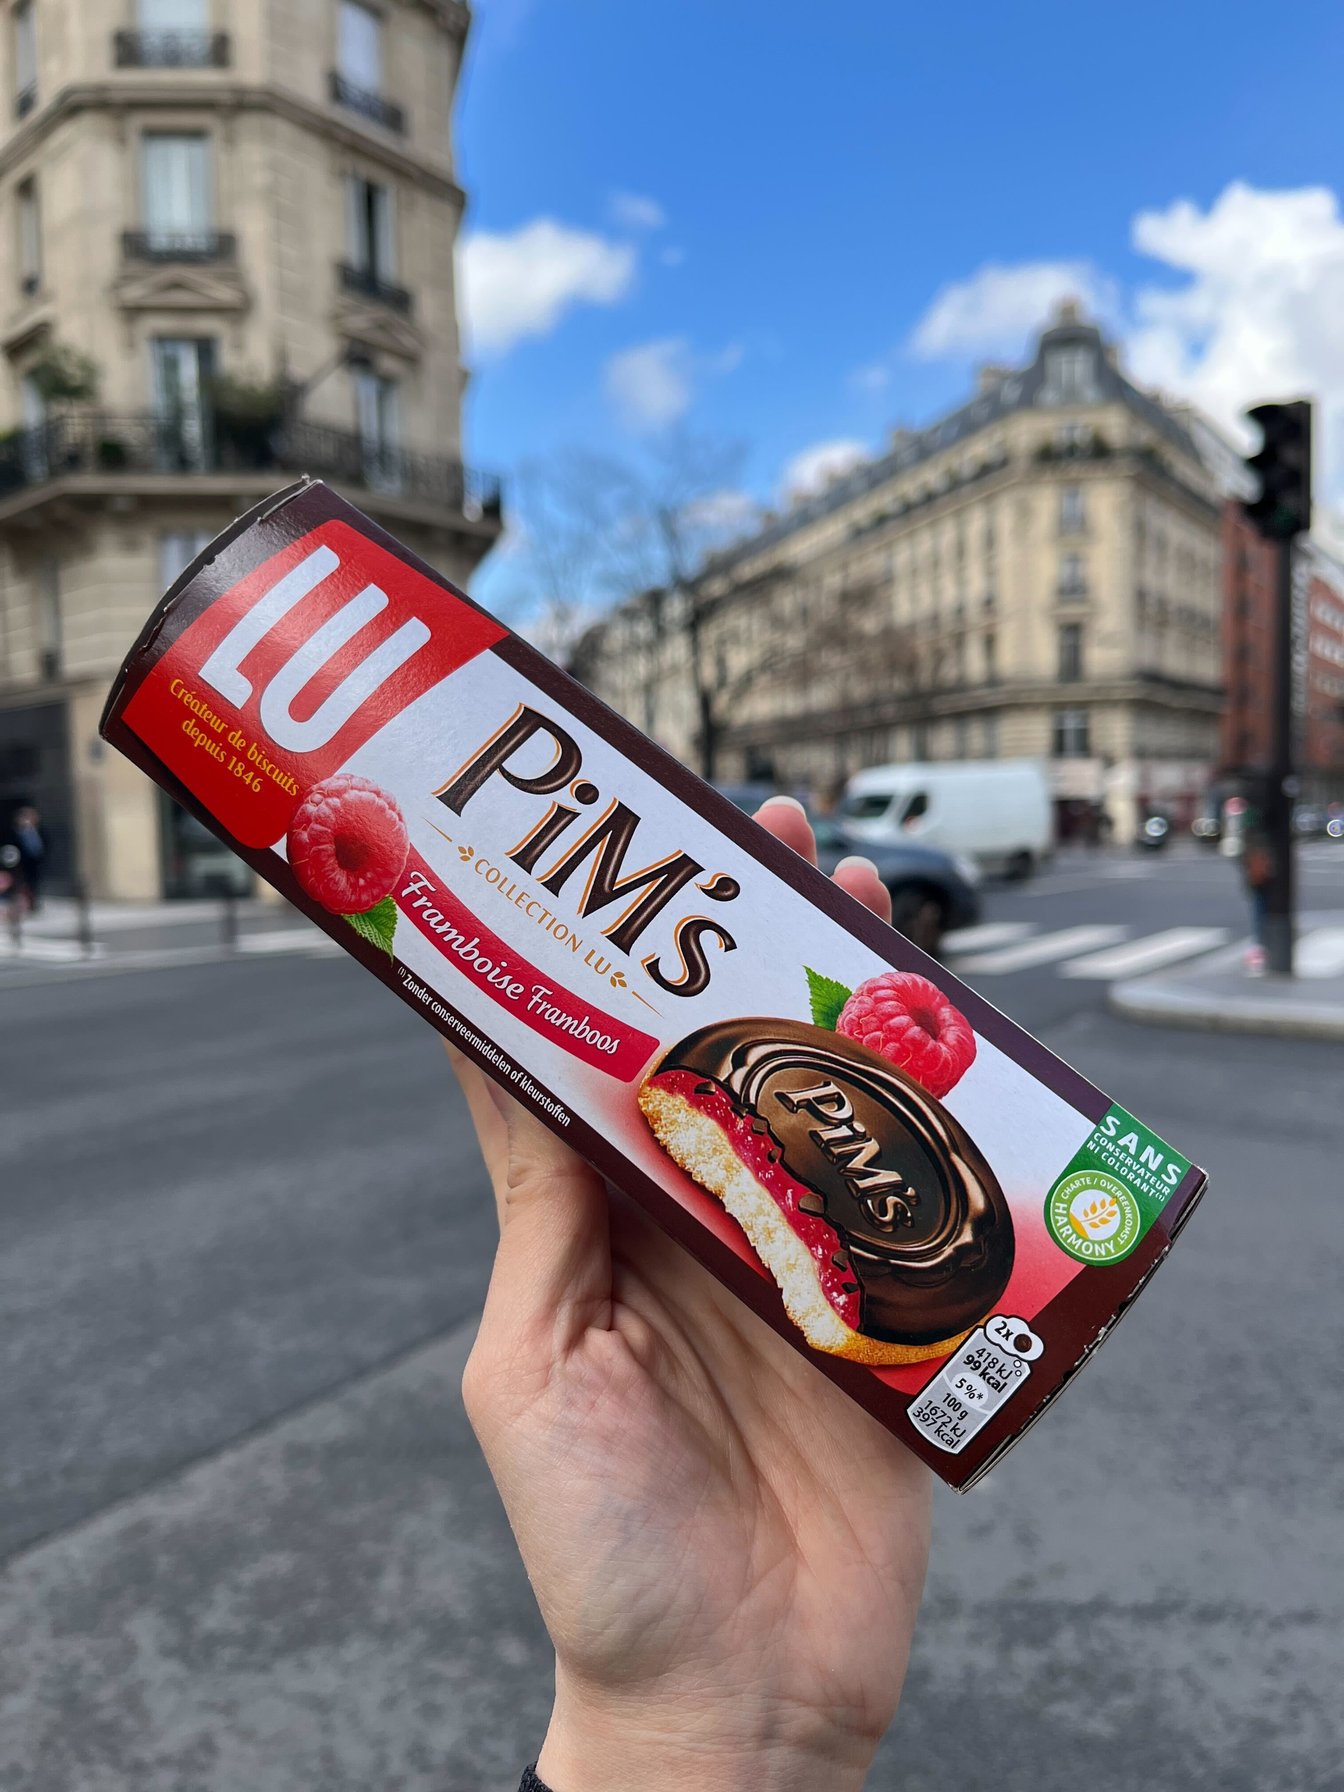 LU
Créateur de biscuits
depuis 1846
PiM's
COLLECTION LU
Framboise Framboos
(1) Zonder conserveermiddelen of kleurstoffen
PiM's
SANS
CONSERVATEUR
NI COLORANT(1)
CHARTE / OVEREENKOMST
HARMONY
2x
418 kJ
99 kcal
5%*
100 g
1672 kJ
397 kcal